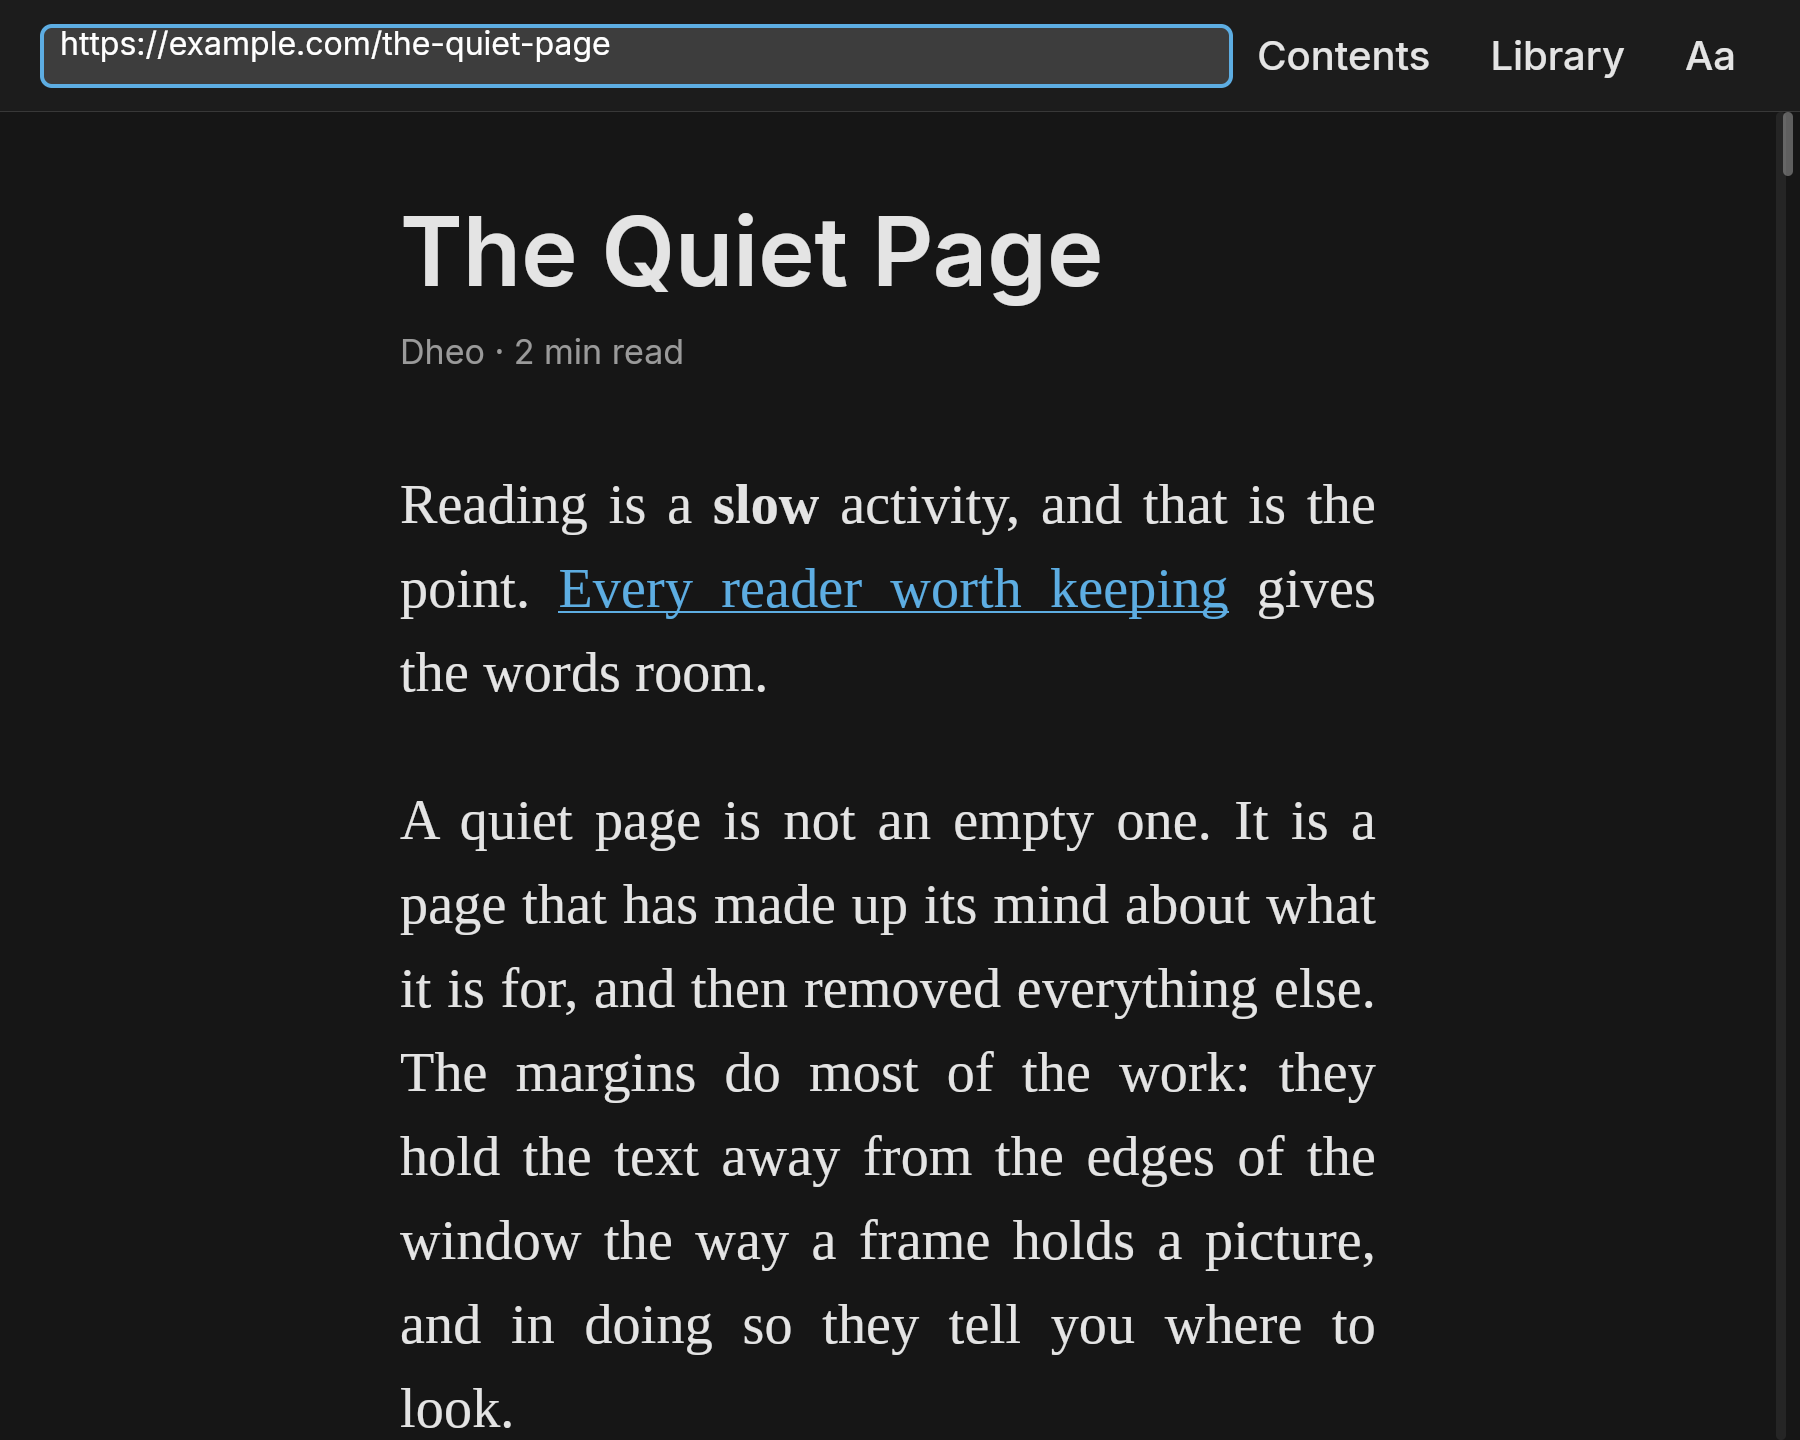 https://example.com/the-quiet-page
Contents Library Aa
The Quiet Page
Dheo · 2 min read
Reading is a slow activity, and that is the
point. Every reader worth keeping gives
the words room.
A quiet page is not an empty one. It is a
page that has made up its mind about what
it is for, and then removed everything else.
The margins do most of the work: they
hold the text away from the edges of the
window the way a frame holds a picture,
and in doing so they tell you where to
look.